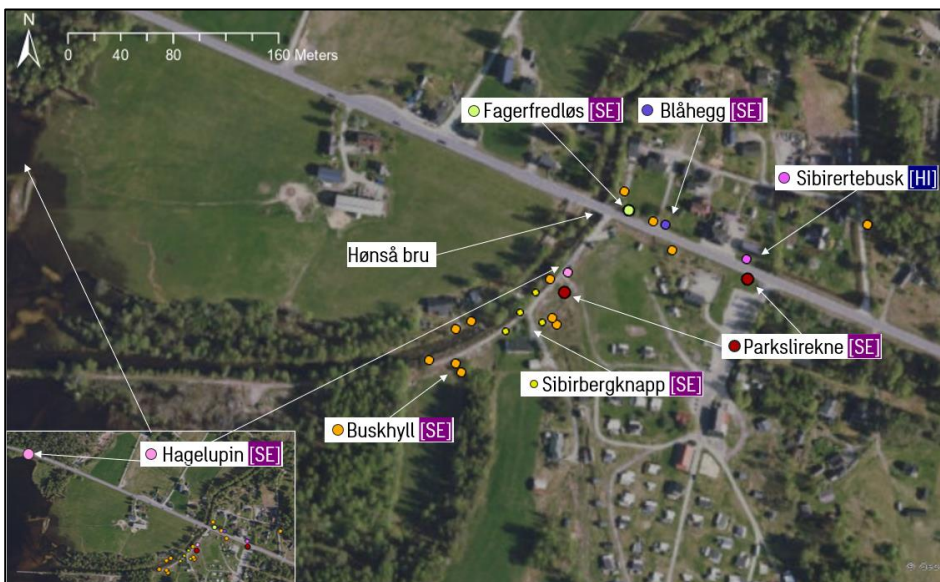 N
0 40 80 160 Meters
Fagerfredløs [SE]
Blåhegg [SE]
Sibirertebusk [HI]
Hønså bru
Parkslirekne [SE]
Sibirbergknapp [SE]
Buskhyll [SE]
Hagelupin [SE]